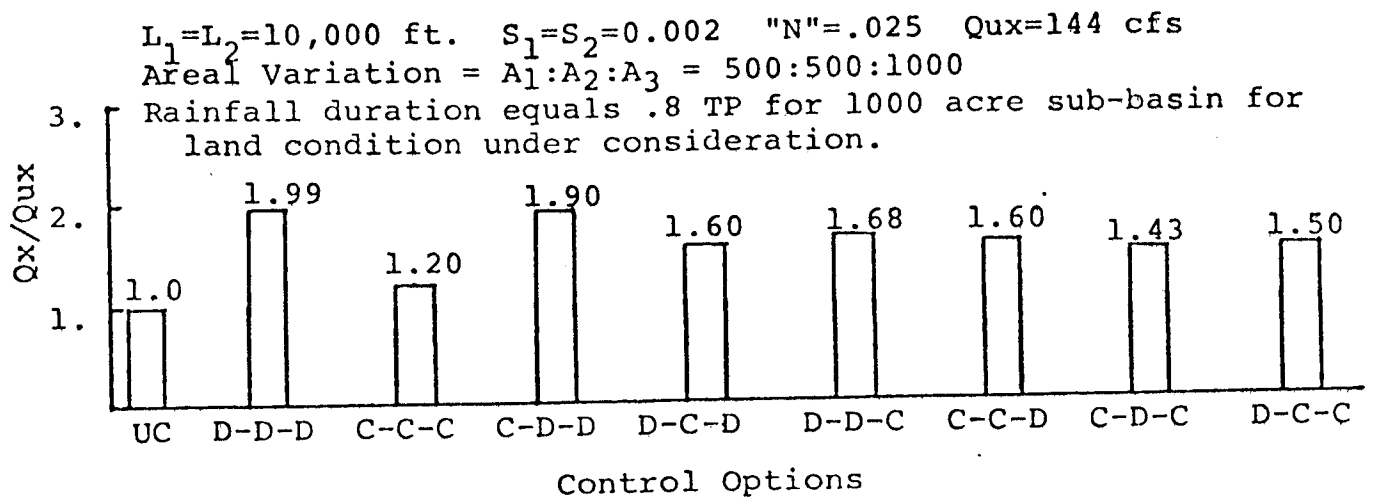 L1=L2=10,000 ft. S1=S2=0.002 "N"=.025 Qux=144 cfs
Areal Variation = A1:A2:A3 = 500:500:1000
Rainfall duration equals .8 TP for 1000 acre sub-basin for
land condition under consideration.
3.
2.
1.
Qx/Qux
1.0
1.99
1.20
1.90
1.60
1.68
1.60
1.43
1.50
UC D-D-D C-C-C C-D-D D-C-D D-D-C C-C-D C-D-C D-C-C
Control Options